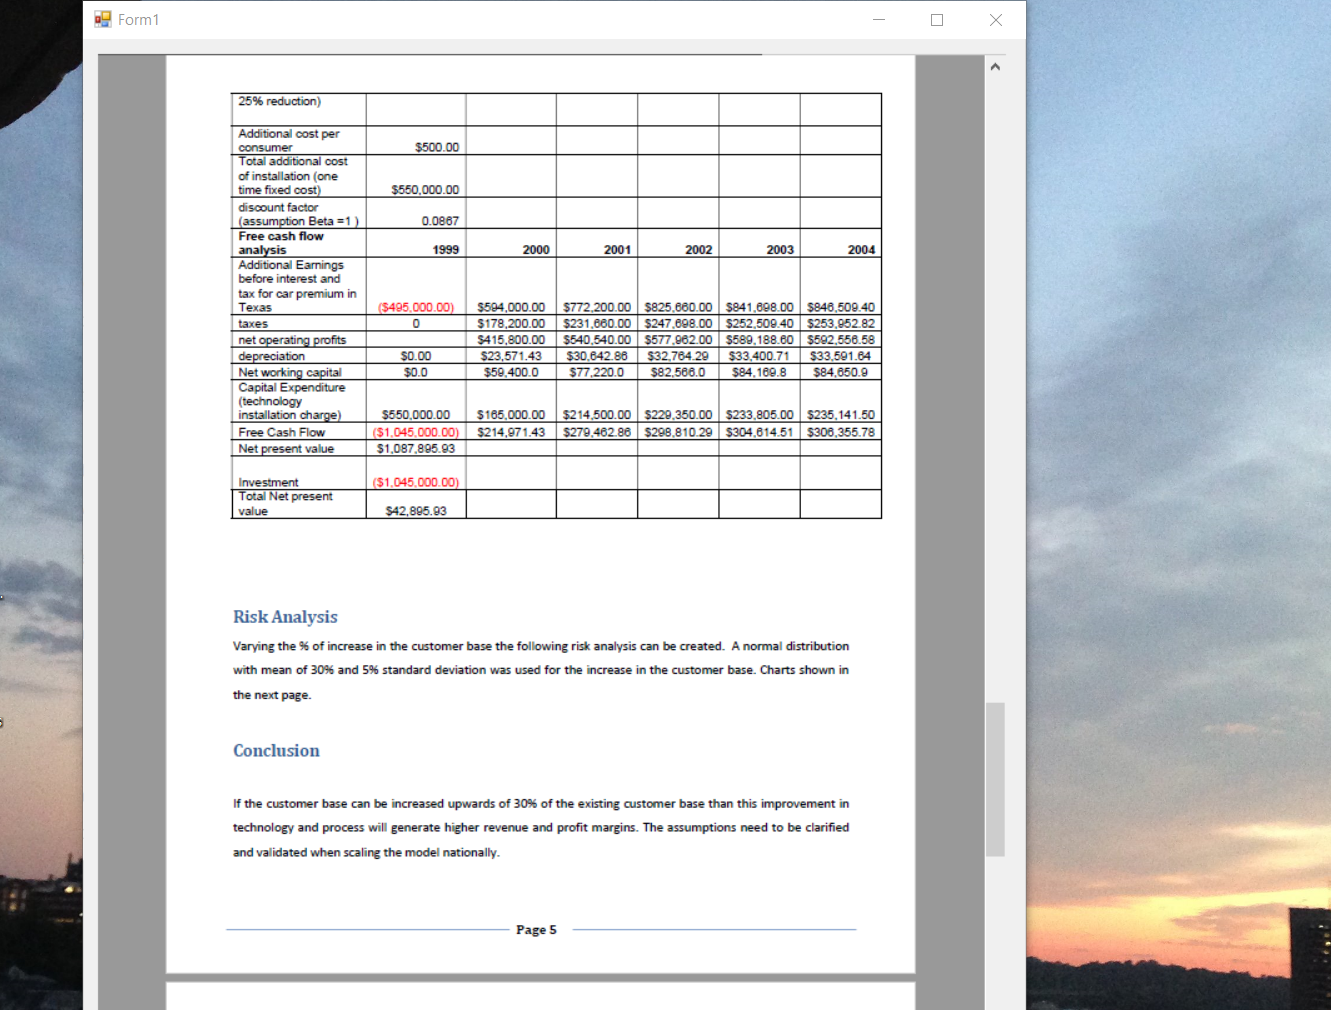 Form1
25% reduction)
Additional cost per
consumer $500.00
Total additional cost
of installation (one
time fixed cost) $550,000.00
discount factor
(assumption Beta =1 ) 0.0867
Free cash flow
analysis 1999 2000 2001 2002 2003 2004
Additional Earnings
before interest and
tax for car premium in
Texas ($495,000.00) $594,000.00 $772,200.00 $825,660.00 $841,698.00 $846,509.40
taxes 0 $178,200.00 $231,660.00 $247,698.00 $252,509.40 $253,952.82
net operating profits $415,800.00 $540,540.00 $577,962.00 $589,188.60 $592,556.58
depreciation $0.00 $23,571.43 $30,642.86 $32,764.29 $33,400.71 $33,591.64
Net working capital $0.0 $59,400.0 $77,220.0 $82,566.0 $84,169.8 $84,650.9
Capital Expenditure
(technology
installation charge) $550,000.00 $165,000.00 $214,500.00 $229,350.00 $233,805.00 $235,141.50
Free Cash Flow ($1,045,000.00) $214,971.43 $279,462.86 $298,810.29 $304,614.51 $306,355.78
Net present value $1,087,895.93
Investment ($1,045,000.00)
Total Net present
value $42,895.93
Risk Analysis
Varying the % of increase in the customer base the following risk analysis can be created. A normal distribution
with mean of 30% and 5% standard deviation was used for the increase in the customer base. Charts shown in
the next page.
Conclusion
If the customer base can be increased upwards of 30% of the existing customer base than this improvement in
technology and process will generate higher revenue and profit margins. The assumptions need to be clarified
and validated when scaling the model nationally.
Page 5